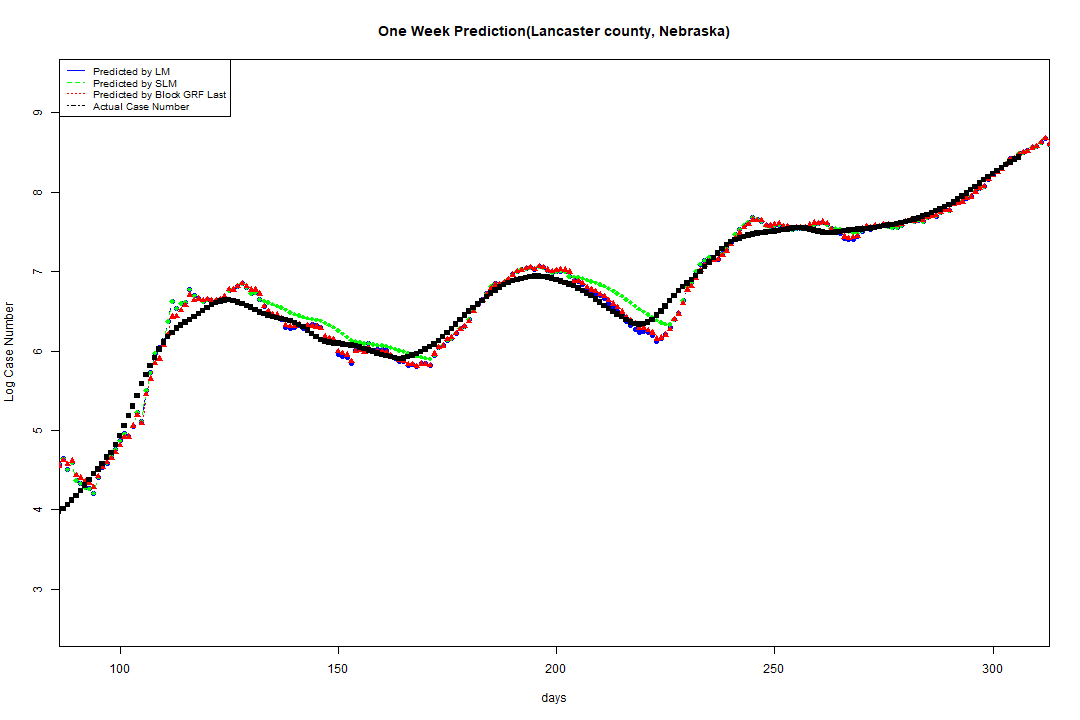 One Week Prediction(Lancaster county, Nebraska)
Predicted by LM
Predicted by SLM
Predicted by Block GRF Last
Actual Case Number
Log Case Number
9
8
7
6
5
4
3
100 150 200 250 300
days